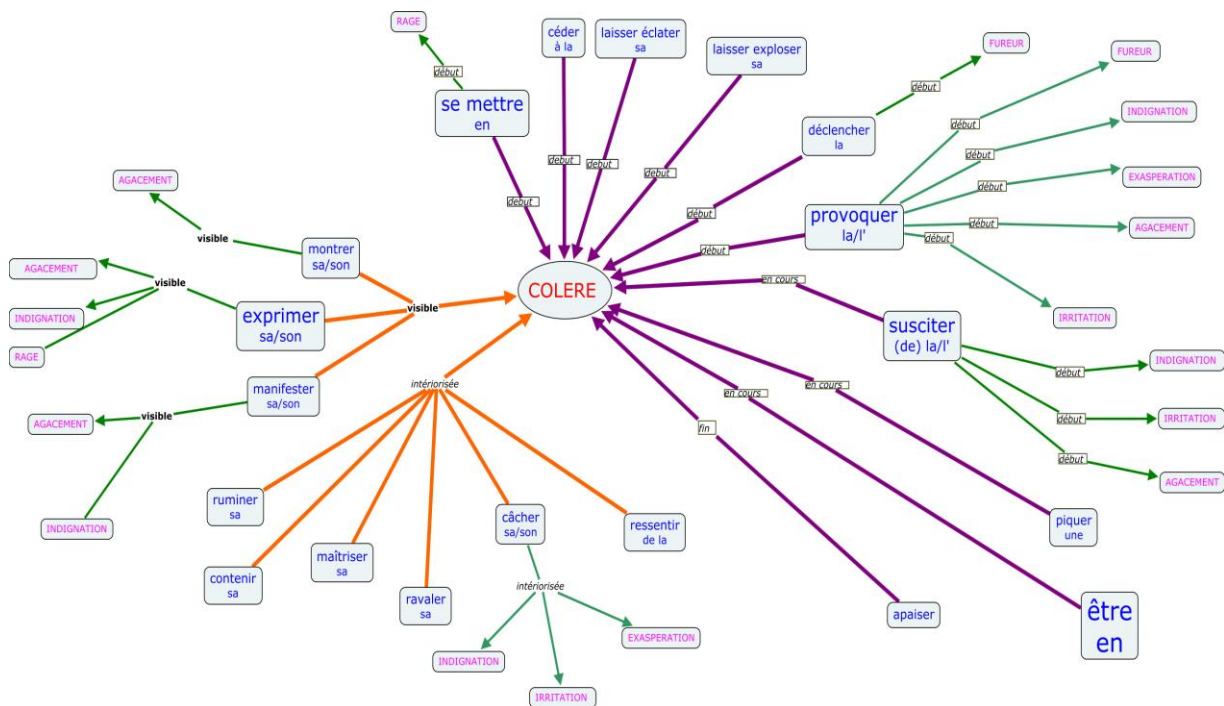 RAGE
début
se mettre
en
debut
céder
à la
debut
laisser éclater
sa
debut
laisser exploser
sa
debut
FUREUR
début
déclencher
la
début
FUREUR
INDIGNATION
EXASPERATION
AGACEMENT
IRRITATION
début
début
début
début
début
provoquer
la/l'
début
COLERE
AGACEMENT
visible
montrer
sa/son
AGACEMENT
visible
INDIGNATION
RAGE
exprimer
sa/son
visible
manifester
sa/son
AGACEMENT
visible
INDIGNATION
intériorisée
ruminer
sa
contenir
sa
maîtriser
sa
ravaler
sa
câcher
sa/son
intériorisée
INDIGNATION
IRRITATION
EXASPERATION
ressentir
de la
en cours
susciter
(de) la/l'
début
INDIGNATION
début
IRRITATION
début
AGACEMENT
en cours
piquer
une
en cours
être
en
fin
apaiser